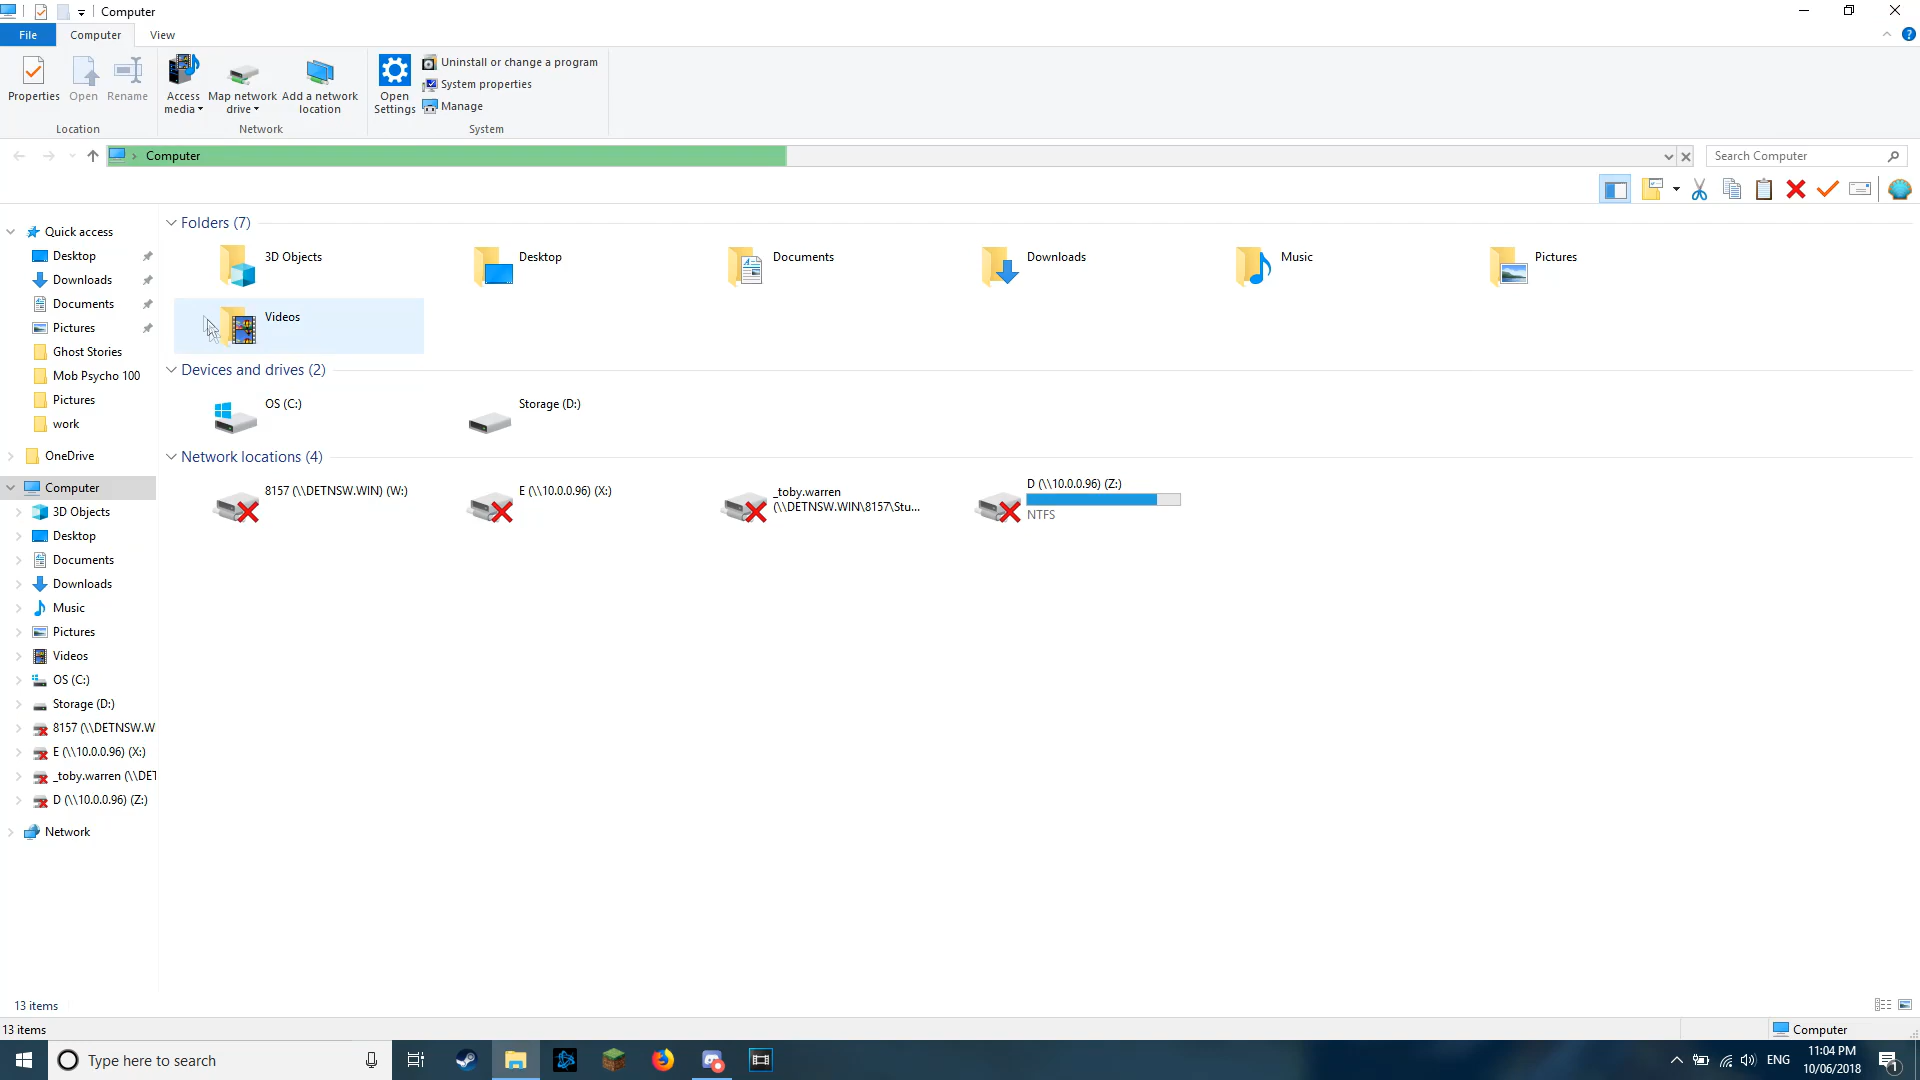 Computer
File
Computer
View
Properties
Open
Rename
Access media
Map network drive
Add a network location
Open Settings
Uninstall or change a program
System properties
Manage
Location
Network
System
Computer
Search Computer
Quick access
Desktop
Downloads
Documents
Pictures
Ghost Stories
Mob Psycho 100
Pictures
work
OneDrive
Computer
3D Objects
Desktop
Documents
Downloads
Music
Pictures
Videos
OS (C:)
Storage (D:)
8157 (\\DETNSW.W
E (\\10.0.0.96) (X:)
_toby.warren (\\DET
D (\\10.0.0.96) (Z:)
Network
Folders (7)
3D Objects
Desktop
Documents
Downloads
Music
Pictures
Videos
Devices and drives (2)
OS (C:)
Storage (D:)
Network locations (4)
8157 (\\DETNSW.WIN) (W:)
E (\\10.0.0.96) (X:)
_toby.warren
(\\DETNSW.WIN\8157\Stu...
D (\\10.0.0.96) (Z:)
NTFS
13 items
13 items
Computer
Type here to search
ENG
11:04 PM
10/06/2018
1